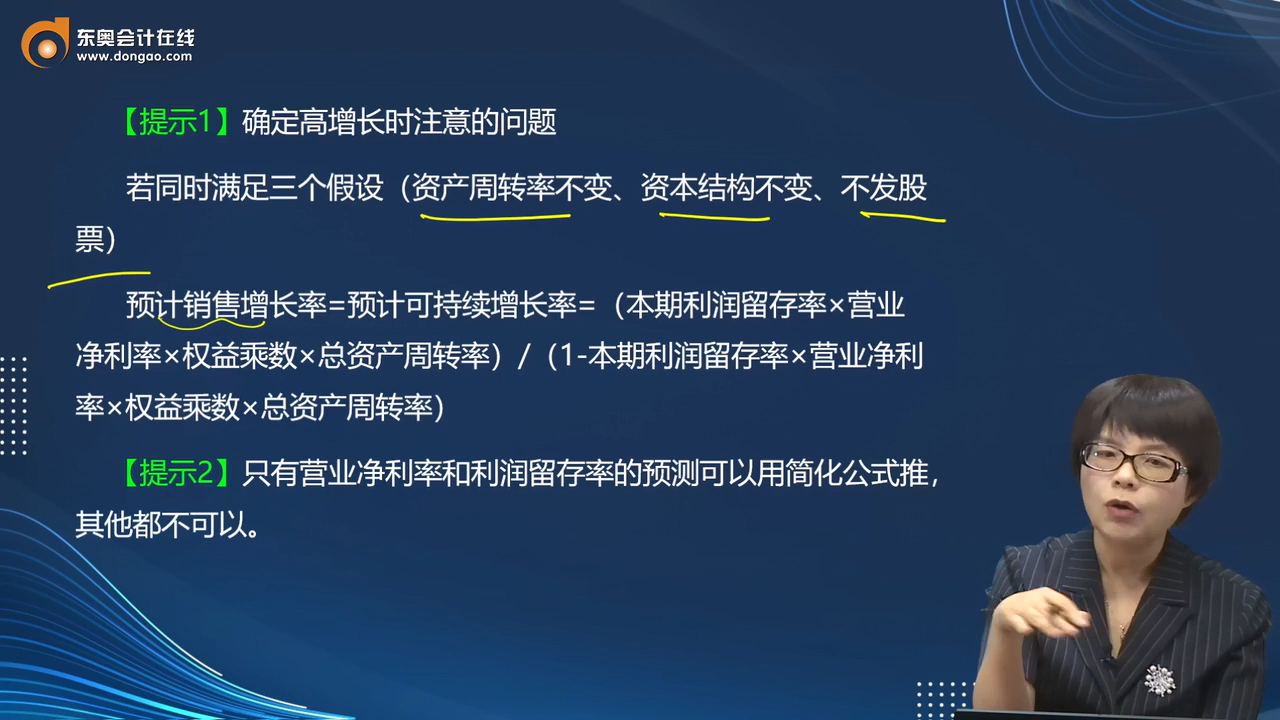 东奥会计在线
www.dongao.com
【提示1】确定高增长时注意的问题
若同时满足三个假设（资产周转率不变、资本结构不变、不发股
票）
预计销售增长率=预计可持续增长率=（本期利润留存率×营业
净利率×权益乘数×总资产周转率）/（1-本期利润留存率×营业净利
率×权益乘数×总资产周转率）
【提示2】只有营业净利率和利润留存率的预测可以用简化公式推，
其他都不可以。